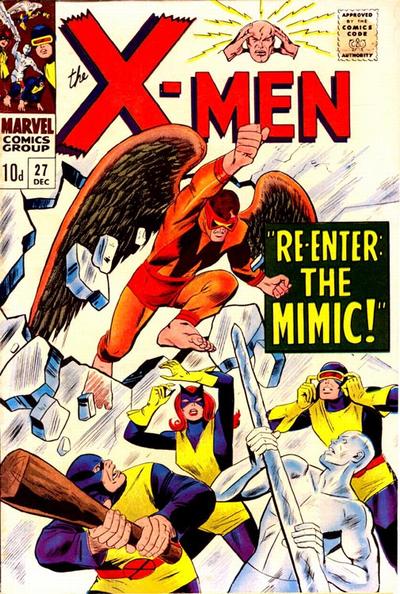 the X-MEN
APPROVED
BY THE
COMICS
CODE
AUTHORITY
MARVEL
COMICS
GROUP
10d
27
DEC
"RE-ENTER:
THE
MIMIC!"